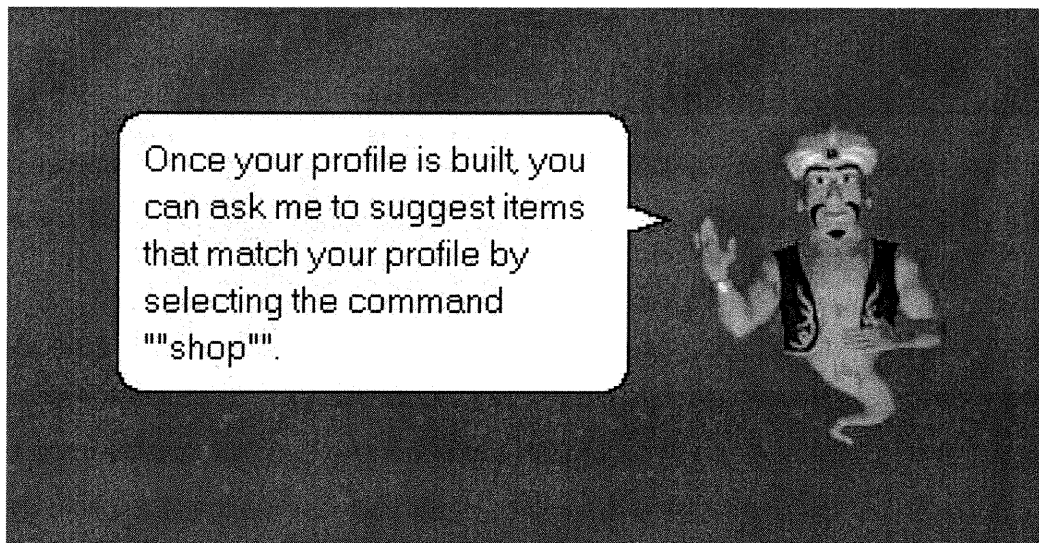 Once your profile is built, you
can ask me to suggest items
that match your profile by
selecting the command
""shop"".